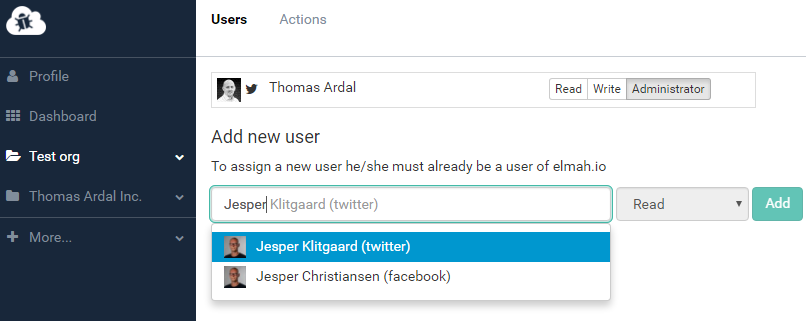 Users Actions
Profile
Dashboard
Test org
Thomas Ardal Inc.
More...
Thomas Ardal Read Write Administrator
Add new user
To assign a new user he/she must already be a user of elmah.io
Jesper Klitgaard (twitter) Read Add
Jesper Klitgaard (twitter)
Jesper Christiansen (facebook)